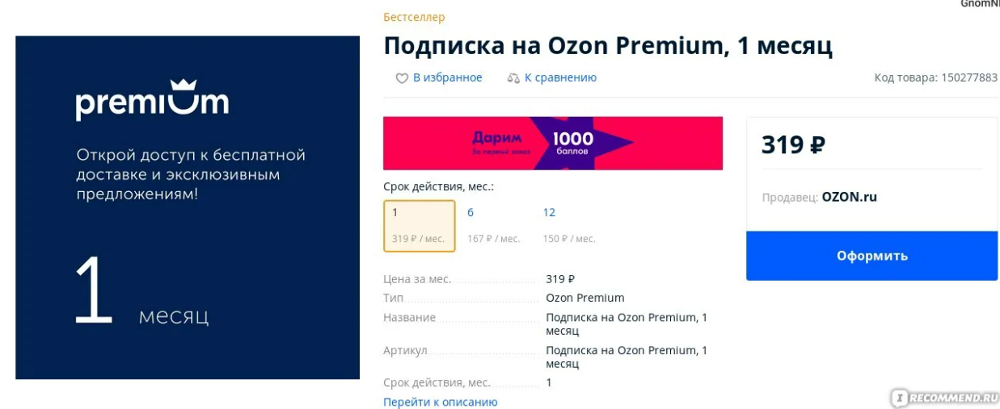 GnomN
Бестселлер
Подписка на Ozon Premium, 1 месяц
В избранное
К сравнению
Код товара: 150277883
premium
Открой доступ к бесплатной
доставке и эксклюзивным
предложениям!
1 месяц
Дарим
За первый заказ
1000
баллов
Срок действия, мес.:
1 6 12
319 ₽ / мес. 167 ₽ / мес. 150 ₽ / мес.
Цена за мес. 319 ₽
Тип Ozon Premium
Название Подписка на Ozon Premium, 1
месяц
Артикул Подписка на Ozon Premium, 1
месяц
Срок действия, мес. 1
Перейти к описанию
319 ₽
Продавец: OZON.ru
Оформить
IRECOMMEND.RU